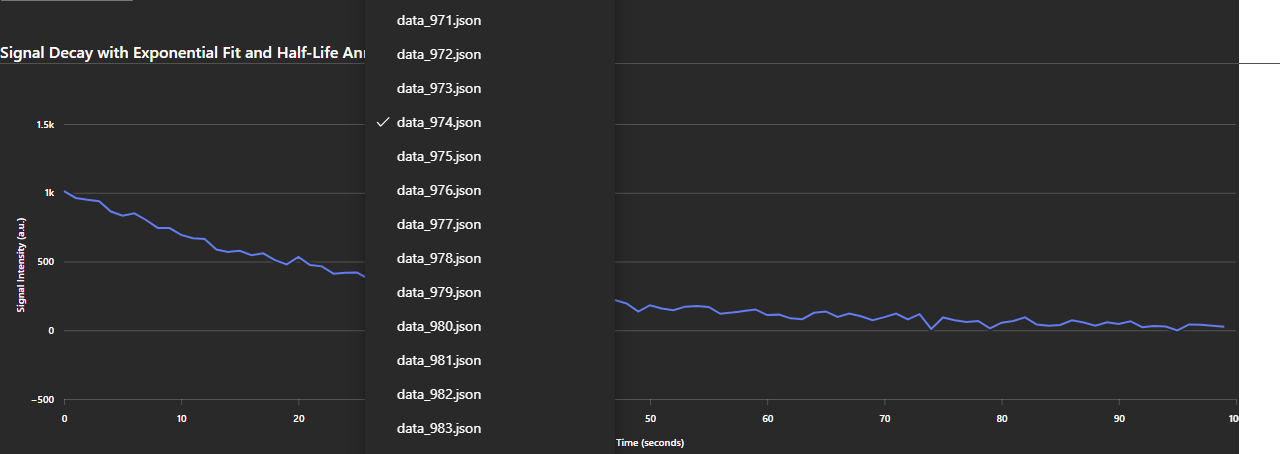 data_971.json
Signal Decay with Exponential Fit and Half-Life
data_972.json
data_973.json
data_974.json
data_975.json
data_976.json
data_977.json
data_978.json
data_979.json
data_980.json
data_981.json
data_982.json
data_983.json
1.5k
1k
500
0
−500
Signal Intensity (a.u.)
0
10
20
50
60
70
80
90
Time (seconds)